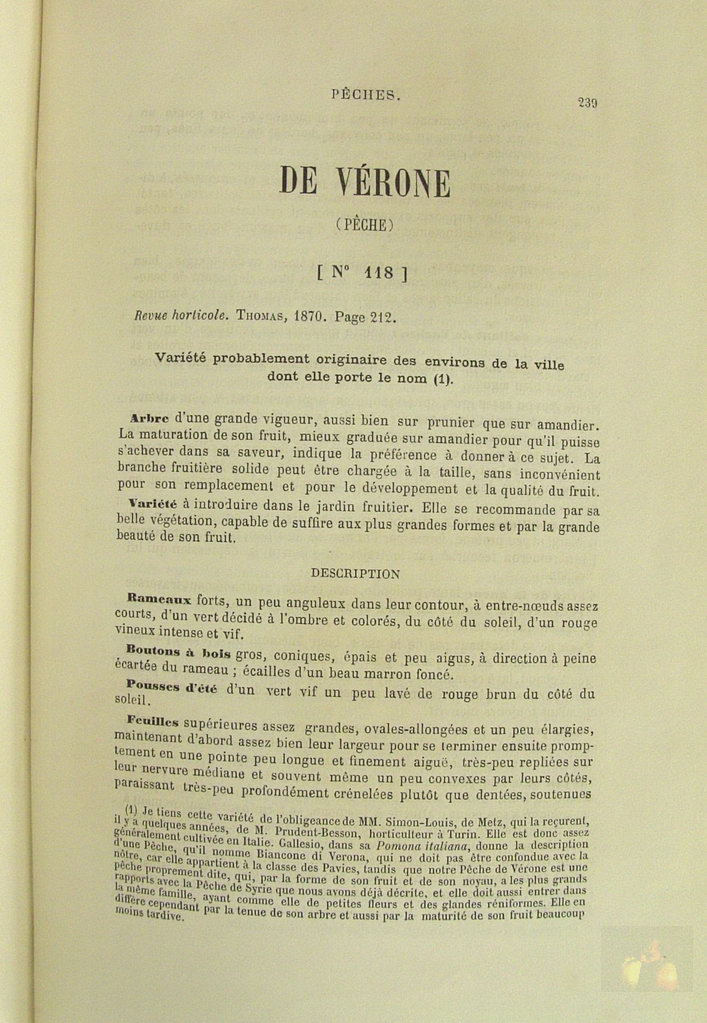 PÊCHES.
239
DE VÉRONE
(PÊCHE)
[ N° 118 ]
Revue horticole. THOMAS, 1870. Page 212.
Variété probablement originaire des environs de la ville
dont elle porte le nom (1).
Arbre d'une grande vigueur, aussi bien sur prunier que sur amandier.
La maturation de son fruit, mieux graduée sur amandier pour qu'il puisse
s'achever dans sa saveur, indique la préférence à donner à ce sujet. La
branche fruitière solide peut être chargée à la taille, sans inconvénient
pour son remplacement et pour le développement et la qualité du fruit.
Variété à introduire dans le jardin fruitier. Elle se recommande par sa
belle végétation, capable de suffire aux plus grandes formes et par la grande
beauté de son fruit.
DESCRIPTION
Rameaux forts, un peu anguleux dans leur contour, à entre-nœuds assez
courts, d'un vert décidé à l'ombre et colorés, du côté du soleil, d'un rouge
vineux intense et vif.
Boutons à bois gros, coniques, épais et peu aigus, à direction à peine
écartée du rameau ; écailles d'un beau marron foncé.
Pousses d'été d'un vert vif un peu lavé de rouge brun du côté du
soleil.
Feuilles supérieures assez grandes, ovales-allongées et un peu élargies,
maintenant d'abord assez bien leur largeur pour se terminer ensuite promp-
tement en une pointe peu longue et finement aiguë, très-peu repliées sur
leur nervure médiane et souvent même un peu convexes par leurs côtés,
paraissant très-peu profondément crénelées plutôt que dentées, soutenues
(1) Je tiens cette variété de l'obligeance de MM. Simon-Louis, de Metz, qui la reçurent,
il y a quelques années, de M. Prudent-Besson, horticulteur à Turin. Elle est donc assez
généralement cultivée en Italie. Gallesio, dans sa Pomona italiana, donne la description
d'une Pêche, qu'il nomme Biancone di Verona, qui ne doit pas être confondue avec la
nôtre, car elle appartient à la classe des Pavies, tandis que notre Pêche de Vérone est une
pêche proprement dite, qui, par la forme de son fruit et de son noyau, a les plus grands
rapports avec la Pêche de Syrie que nous avons déjà décrite, et elle doit aussi entrer dans
la même famille, ayant comme elle de petites fleurs et des glandes réniformes. Elle en
diffère cependant par la tenue de son arbre et aussi par la maturité de son fruit beaucoup
moins tardive.